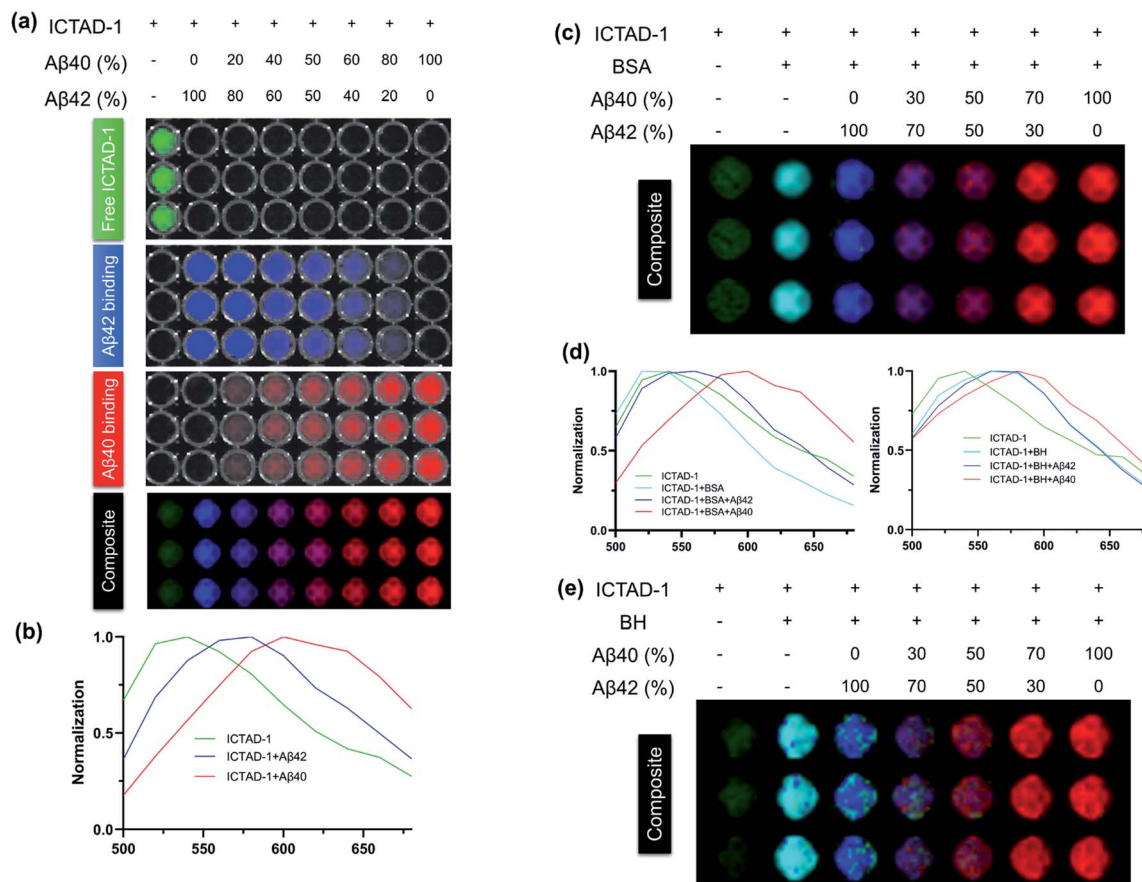 (a)
ICTAD-1 + + + + + + + +
Aβ40 (%) - 0 20 40 50 60 80 100
Aβ42 (%) - 100 80 60 50 40 20 0
Free ICTAD-1
Aβ42 binding
Aβ40 binding
Composite
(b)
1.0
0.5
0.0
Normalization
ICTAD-1
ICTAD-1+Aβ42
ICTAD-1+Aβ40
500 550 600 650
(c)
ICTAD-1 + + + + + + +
BSA - + + + + + +
Aβ40 (%) - - 0 30 50 70 100
Aβ42 (%) - - 100 70 50 30 0
Composite
(d)
1.0
0.5
0.0
Normalization
ICTAD-1
ICTAD-1+BSA
ICTAD-1+BSA+Aβ42
ICTAD-1+BSA+Aβ40
500 550 600 650
1.0
0.5
0.0
Normalization
ICTAD-1
ICTAD-1+BH
ICTAD-1+BH+Aβ42
ICTAD-1+BH+Aβ40
500 550 600 650
(e)
ICTAD-1 + + + + + + +
BH - + + + + + +
Aβ40 (%) - - 0 30 50 70 100
Aβ42 (%) - - 100 70 50 30 0
Composite